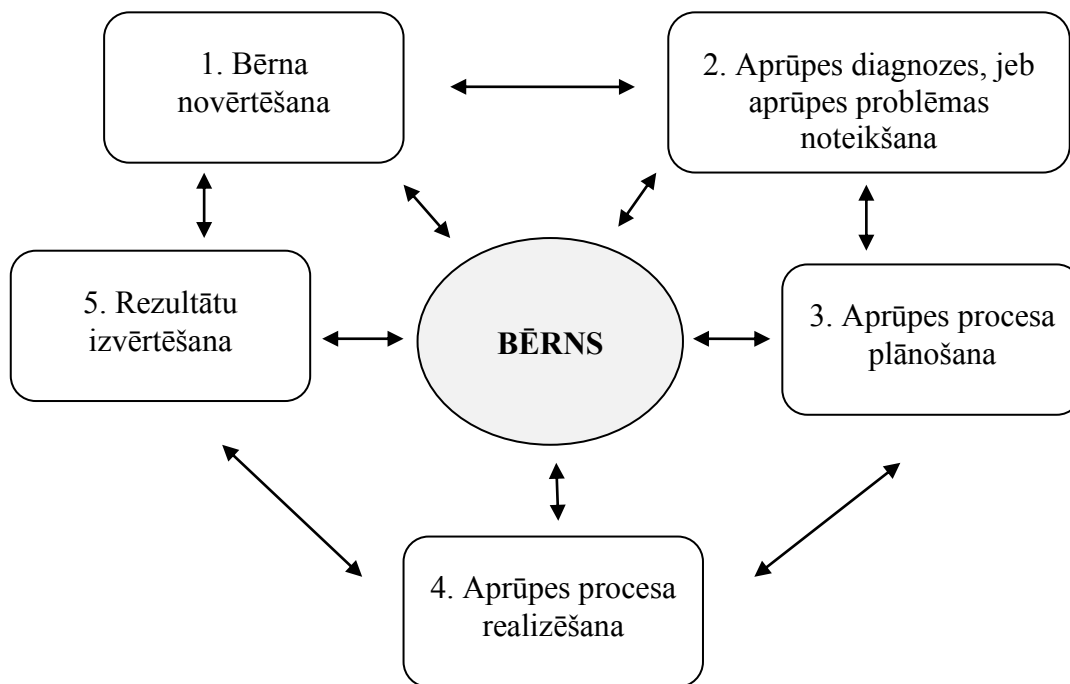 1. Bērna
novērtēšana
2. Aprūpes diagnozes, jeb
aprūpes problēmas
noteikšana
5. Rezultātu
izvērtēšana
BĒRNS
3. Aprūpes procesa
plānošana
4. Aprūpes procesa
realizēšana